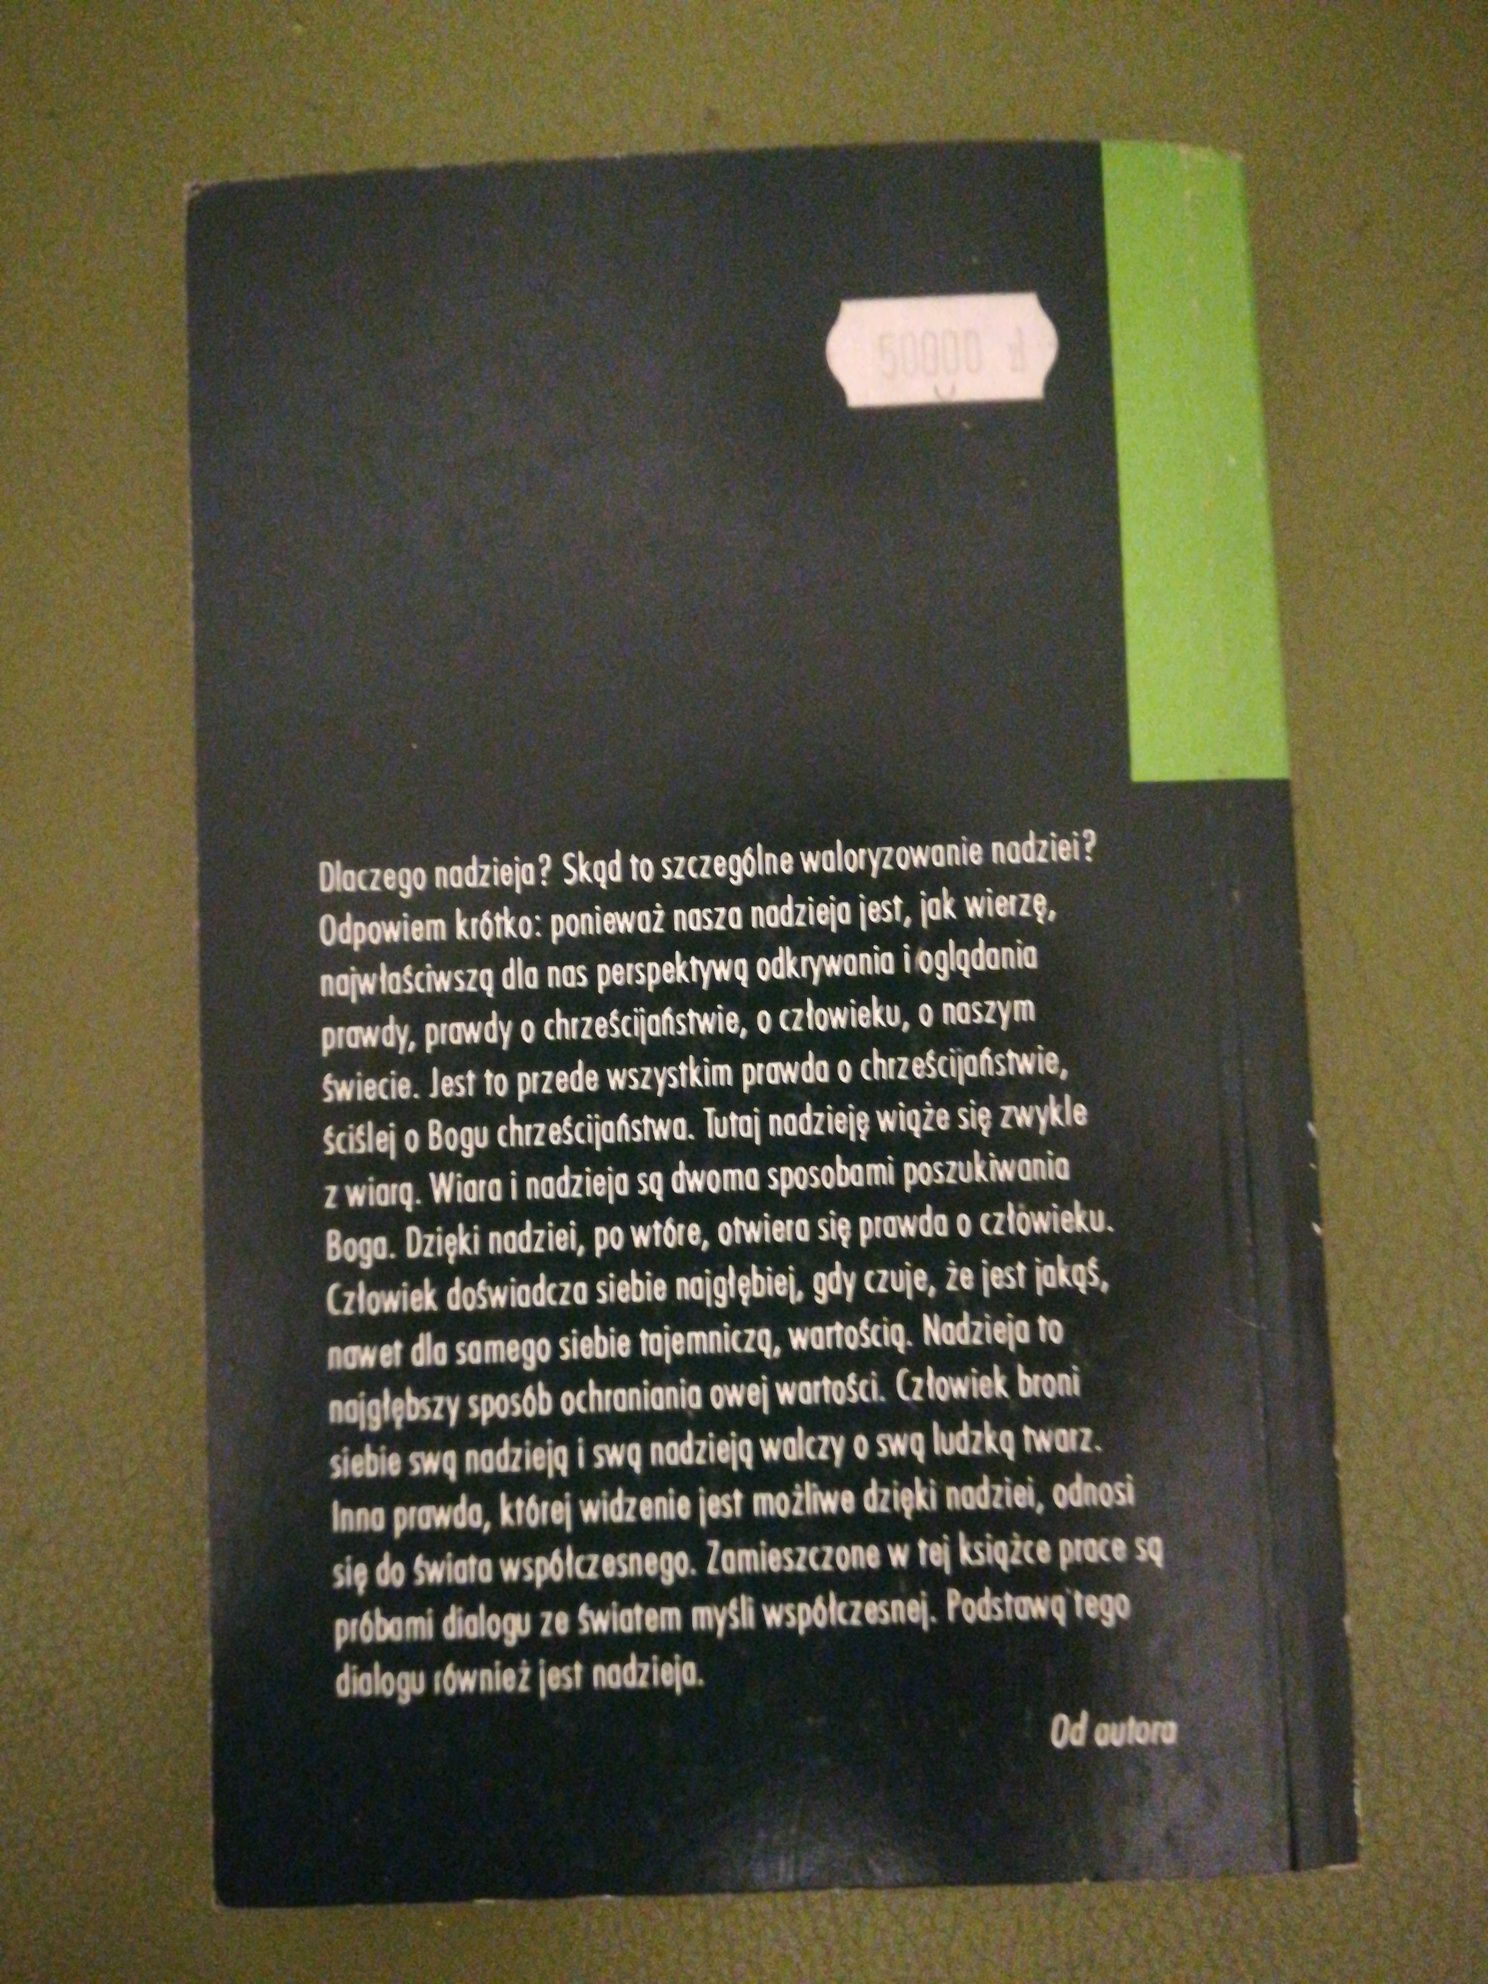 50000 zł
Dlaczego nadzieja? Skąd to szczególne waloryzowanie nadziei?
Odpowiem krótko: ponieważ nasza nadzieja jest, jak wierzę,
najwłaściwszą dla nas perspektywą odkrywania i oglądania
prawdy, prawdy o chrześcijaństwie, o człowieku, o naszym
świecie. Jest to przede wszystkim prawda o chrześcijaństwie,
ściślej o Bogu chrześcijaństwa. Tutaj nadzieję wiąże się zwykle
z wiarą. Wiara i nadzieja są dwoma sposobami poszukiwania
Boga. Dzięki nadziei, po wtóre, otwiera się prawda o człowieku.
Człowiek doświadcza siebie najgłębiej, gdy czuje, że jest jakąś,
nawet dla samego siebie tajemniczą, wartością. Nadzieja to
najgłębszy sposób ochraniania owej wartości. Człowiek broni
siebie swą nadzieją i swą nadzieją walczy o swą ludzką twarz.
Inna prawda, której widzenie jest możliwe dzięki nadziei, odnosi
się do świata współczesnego. Zamieszczone w tej książce prace są
próbami dialogu ze światem myśli współczesnej. Podstawą tego
dialogu również jest nadzieja.
Od autora